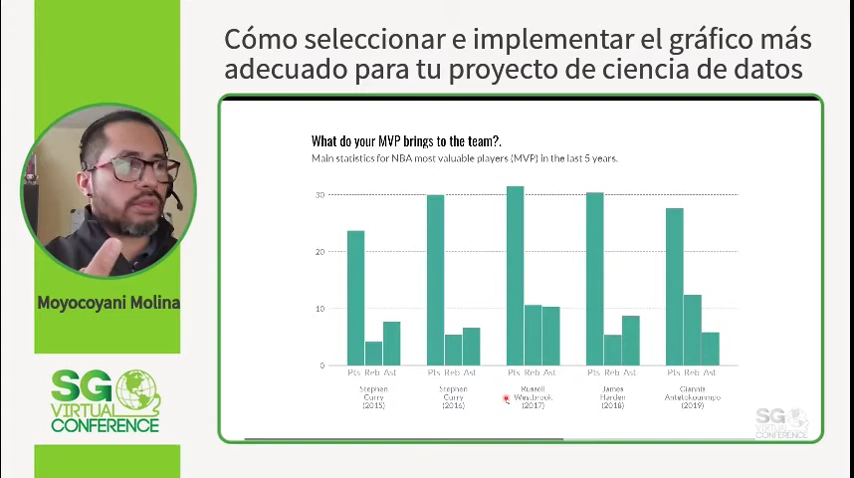 Cómo seleccionar e implementar el gráfico más
adecuado para tu proyecto de ciencia de datos
What do your MVP brings to the team?.
Main statistics for NBA most valuable players (MVP) in the last 5 years.
30
20
10
0
Pts Reb Ast Pts Reb Ast Pts Reb Ast Pts Reb Ast Pts Reb Ast
Stephen
Curry
(2015)
Stephen
Curry
(2016)
Russell
Westbrook
(2017)
James
Harden
(2018)
Giannis
Antetokounmpo
(2019)
Moyocoyani Molina
SG
VIRTUAL
CONFERENCE
SG
VIRTUAL
CONFERENCE